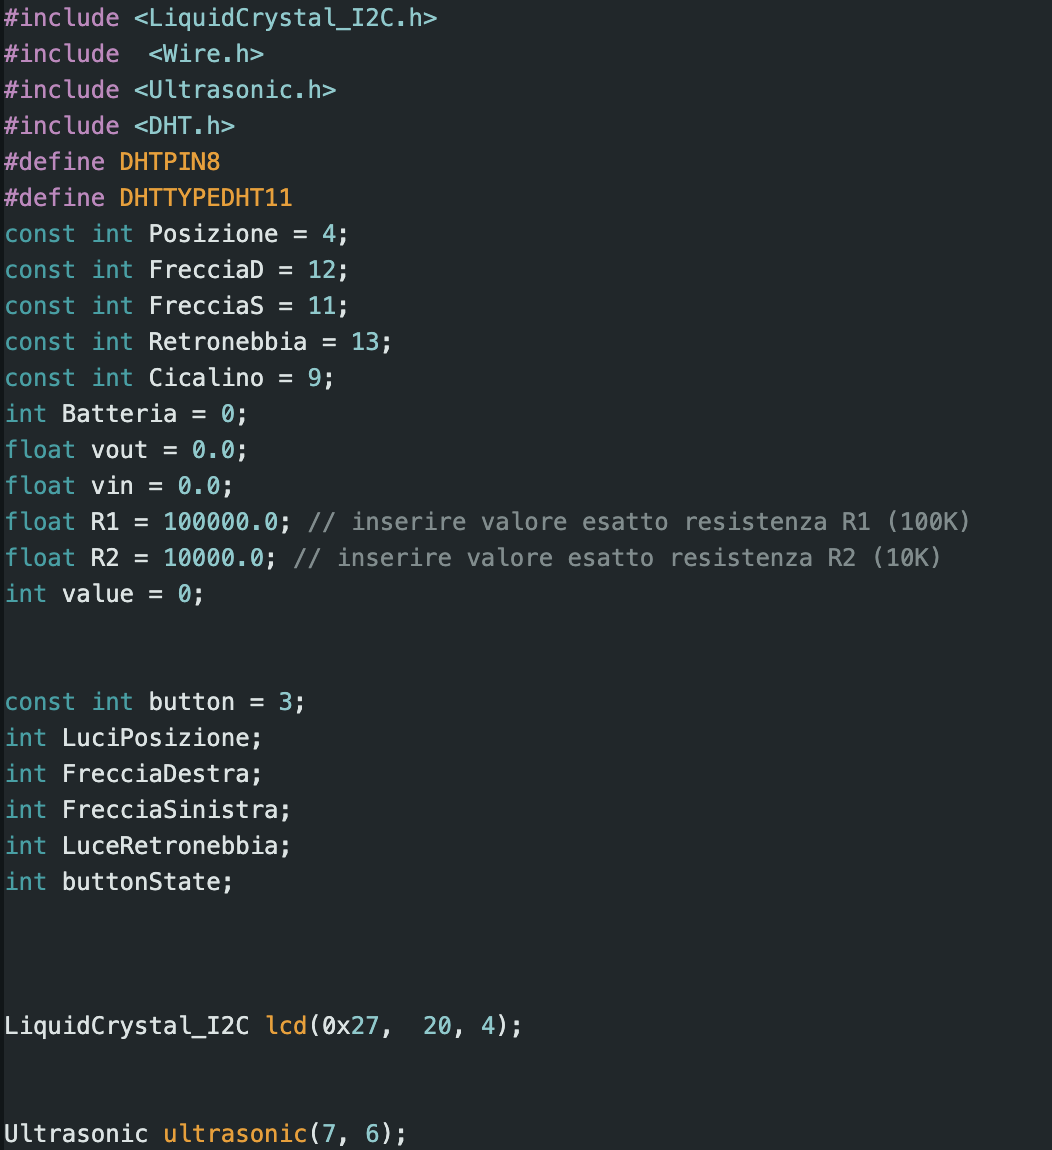 #include <LiquidCrystal_I2C.h>
#include  <Wire.h>
#include <Ultrasonic.h>
#include <DHT.h>
#define DHTPIN8
#define DHTTYPEDHT11
const int Posizione = 4;
const int FrecciaD = 12;
const int FrecciaS = 11;
const int Retronebbia = 13;
const int Cicalino = 9;
int Batteria = 0;
float vout = 0.0;
float vin = 0.0;
float R1 = 100000.0; // inserire valore esatto resistenza R1 (100K)
float R2 = 10000.0; // inserire valore esatto resistenza R2 (10K)
int value = 0;
const int button = 3;
int LuciPosizione;
int FrecciaDestra;
int FrecciaSinistra;
int LuceRetronebbia;
int buttonState;
LiquidCrystal_I2C lcd(0x27,  20, 4);
Ultrasonic ultrasonic(7, 6);